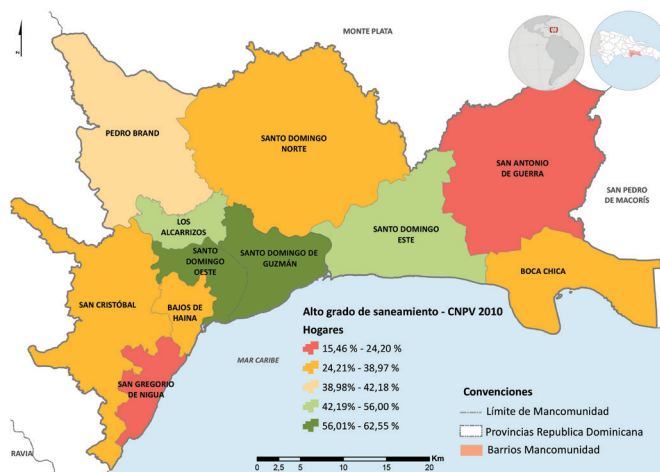 MONTE PLATA
N
PEDRO BRAND
SANTO DOMINGO
NORTE
SAN ANTONIO
DE GUERRA
SAN PEDRO
DE MACORÍS
LOS
ALCARRIZOS
SANTO
DOMINGO
OESTE
SANTO DOMINGO DE
GUZMÁN
SANTO DOMINGO
ESTE
BOCA CHICA
SAN CRISTÓBAL
BAJOS DE
HAINA
SAN GREGORIO
DE NIGUA
MAR CARIBE
RAVIA
Alto grado de saneamiento - CNPV 2010
Hogares
15,46 % - 24,20 %
24,21% - 38,97 %
38,98% - 42,18 %
42,19% - 56,00 %
56,01% - 62,55 %
Convenciones
Límite de Mancomunidad
Provincias Republica Dominicana
Barrios Mancomunidad
Km
0 2,5 5 10 15 20